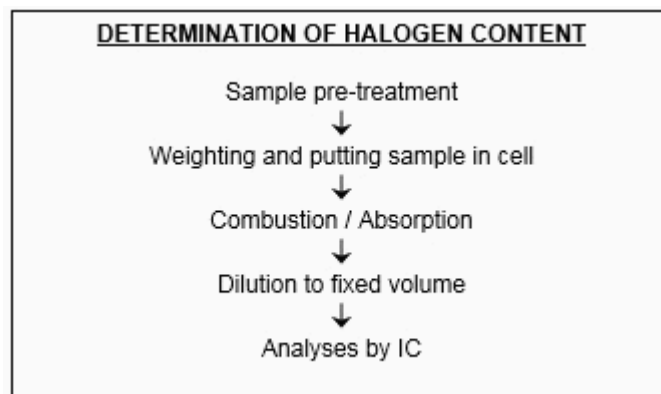 DETERMINATION OF HALOGEN CONTENT
Sample pre-treatment
↓
Weighting and putting sample in cell
↓
Combustion / Absorption
↓
Dilution to fixed volume
↓
Analyses by IC